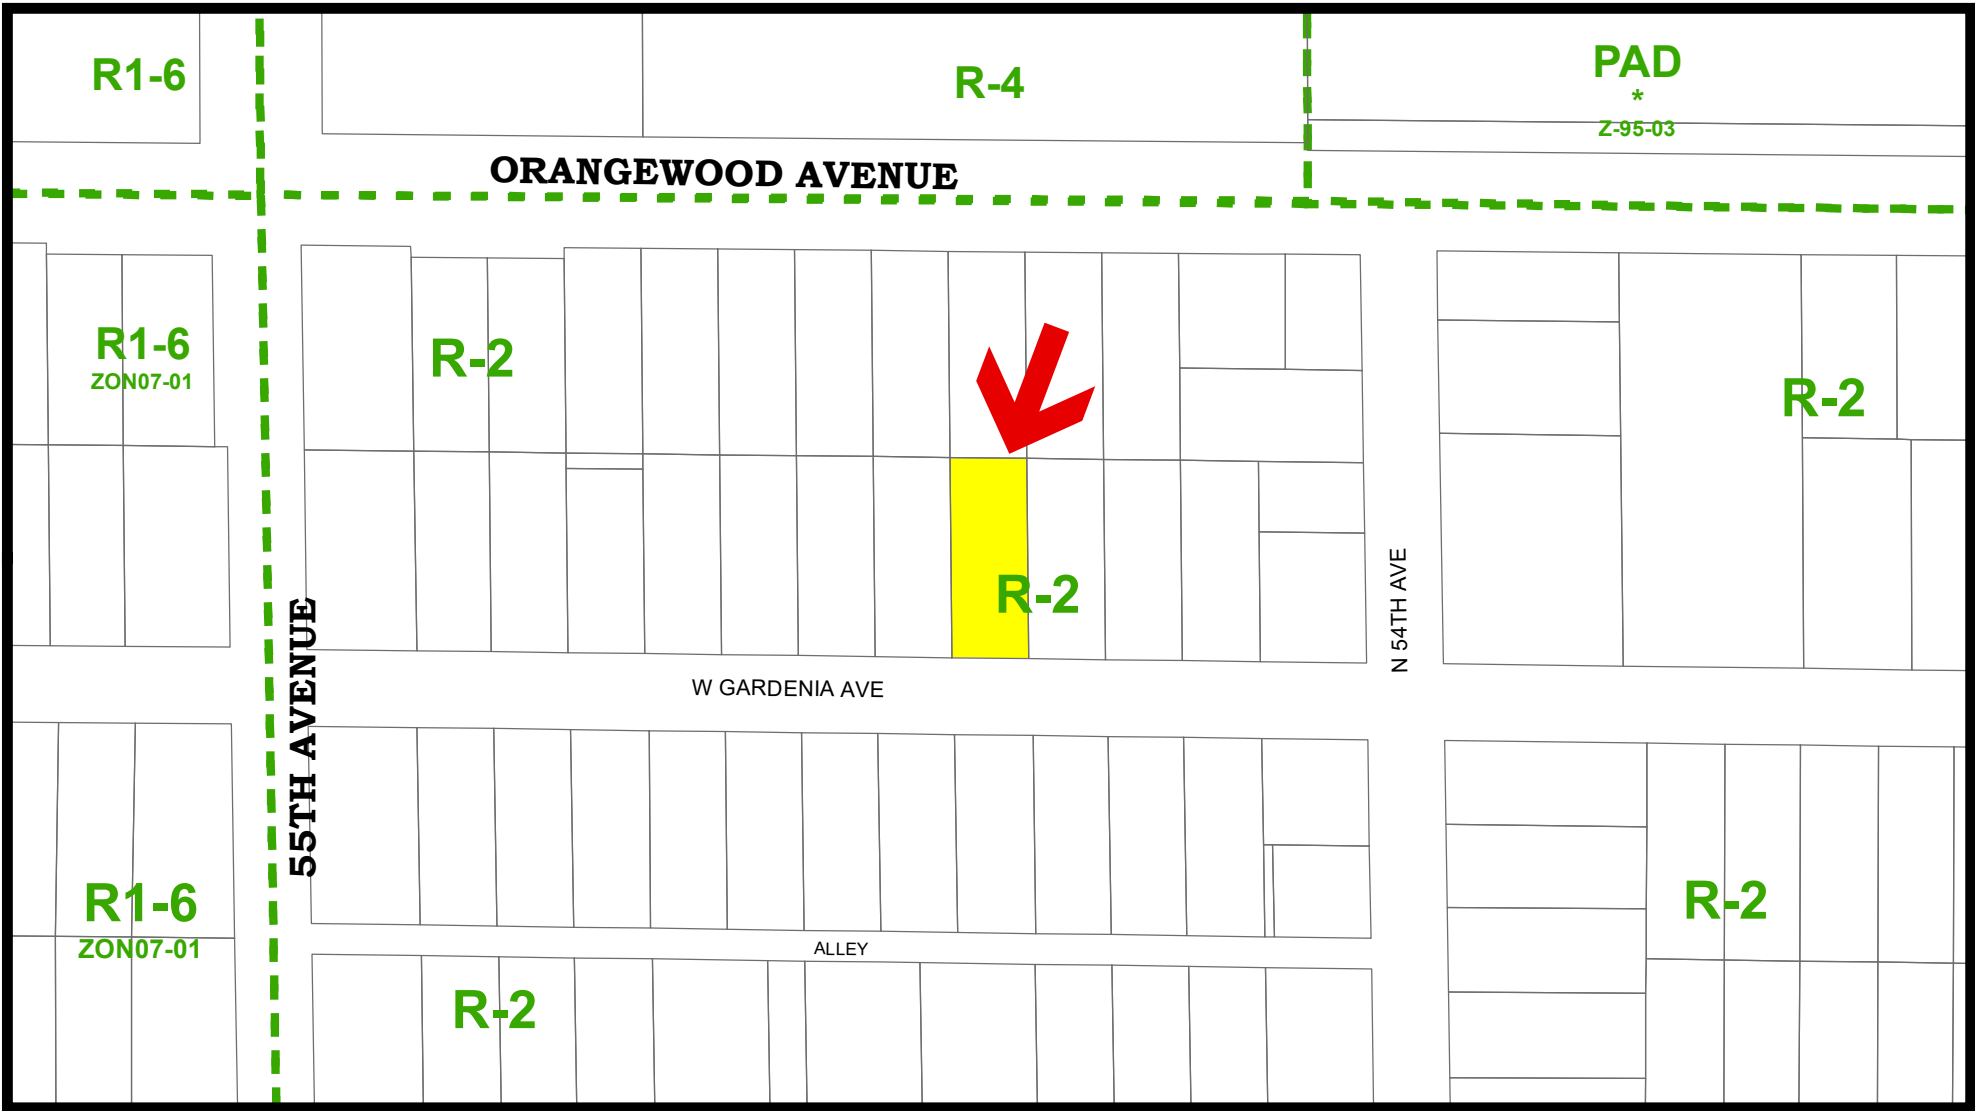 R1-6
R-4
PAD
*
Z-95-03
ORANGEWOOD AVENUE
R1-6
ZON07-01
R-2
R-2
R-2
N 54TH AVE
55TH AVENUE
W GARDENIA AVE
R1-6
ZON07-01
R-2
ALLEY
R-2